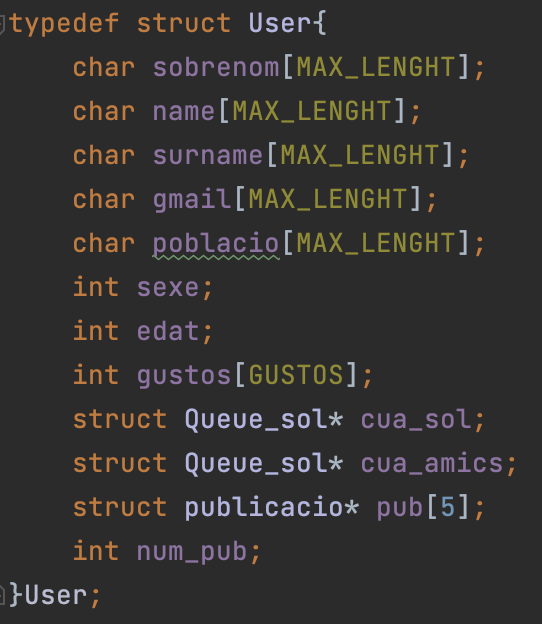 typedef struct User{
char sobrenom[MAX_LENGHT];
char name[MAX_LENGHT];
char surname[MAX_LENGHT];
char gmail[MAX_LENGHT];
char poblacio[MAX_LENGHT];
int sexe;
int edat;
int gustos[GUSTOS];
struct Queue_sol* cua_sol;
struct Queue_sol* cua_amics;
struct publicacio* pub[5];
int num_pub;
}User;